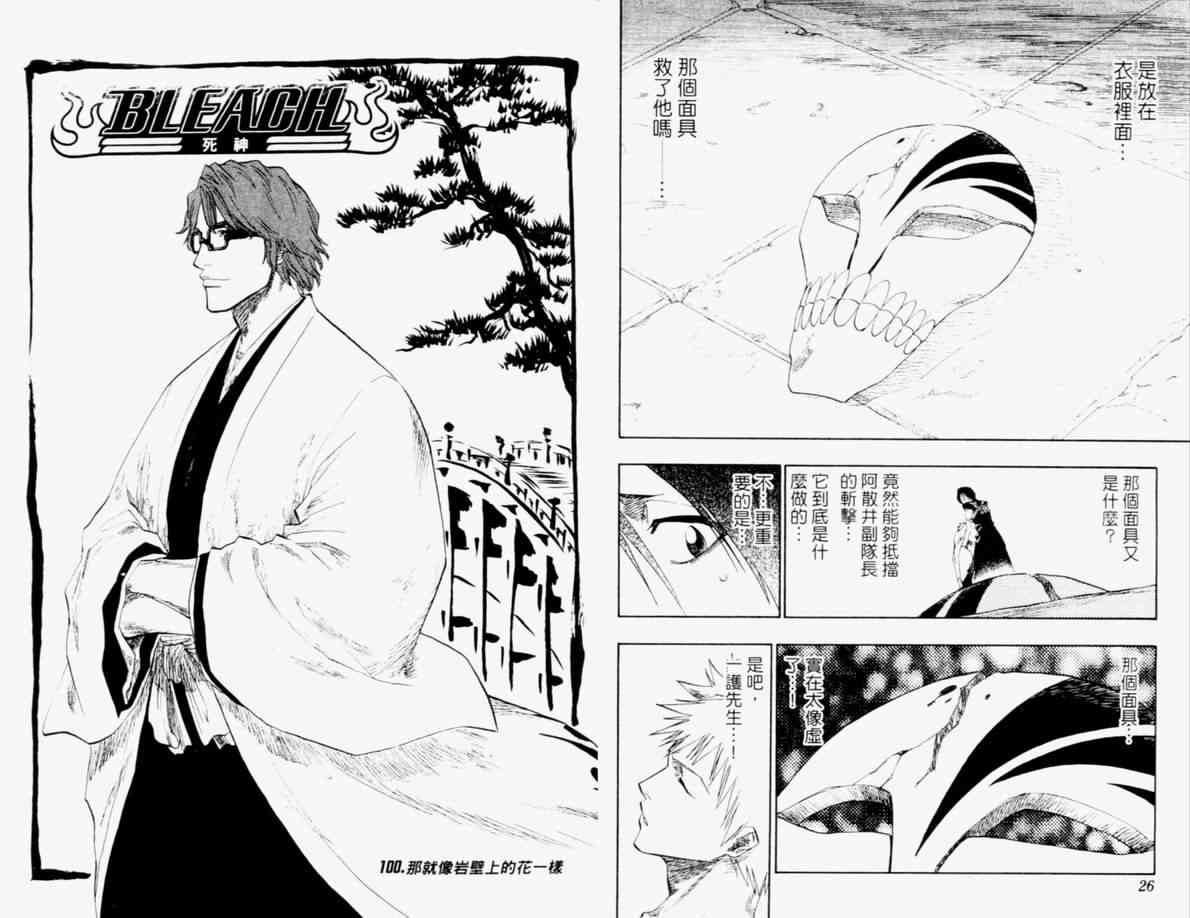 是放在
衣服裡面…
那個面具
救了他嗎……
那個面具又
是什麼？
竟然能夠抵擋
阿散井副隊長
的斬擊…
它到底是什
麼做的…
不…更重
要的是…
那個面具…
實在太像虛
了…！
是吧，
一護先生…！
26
BLEACH
死神
100.那就像岩壁上的花一樣